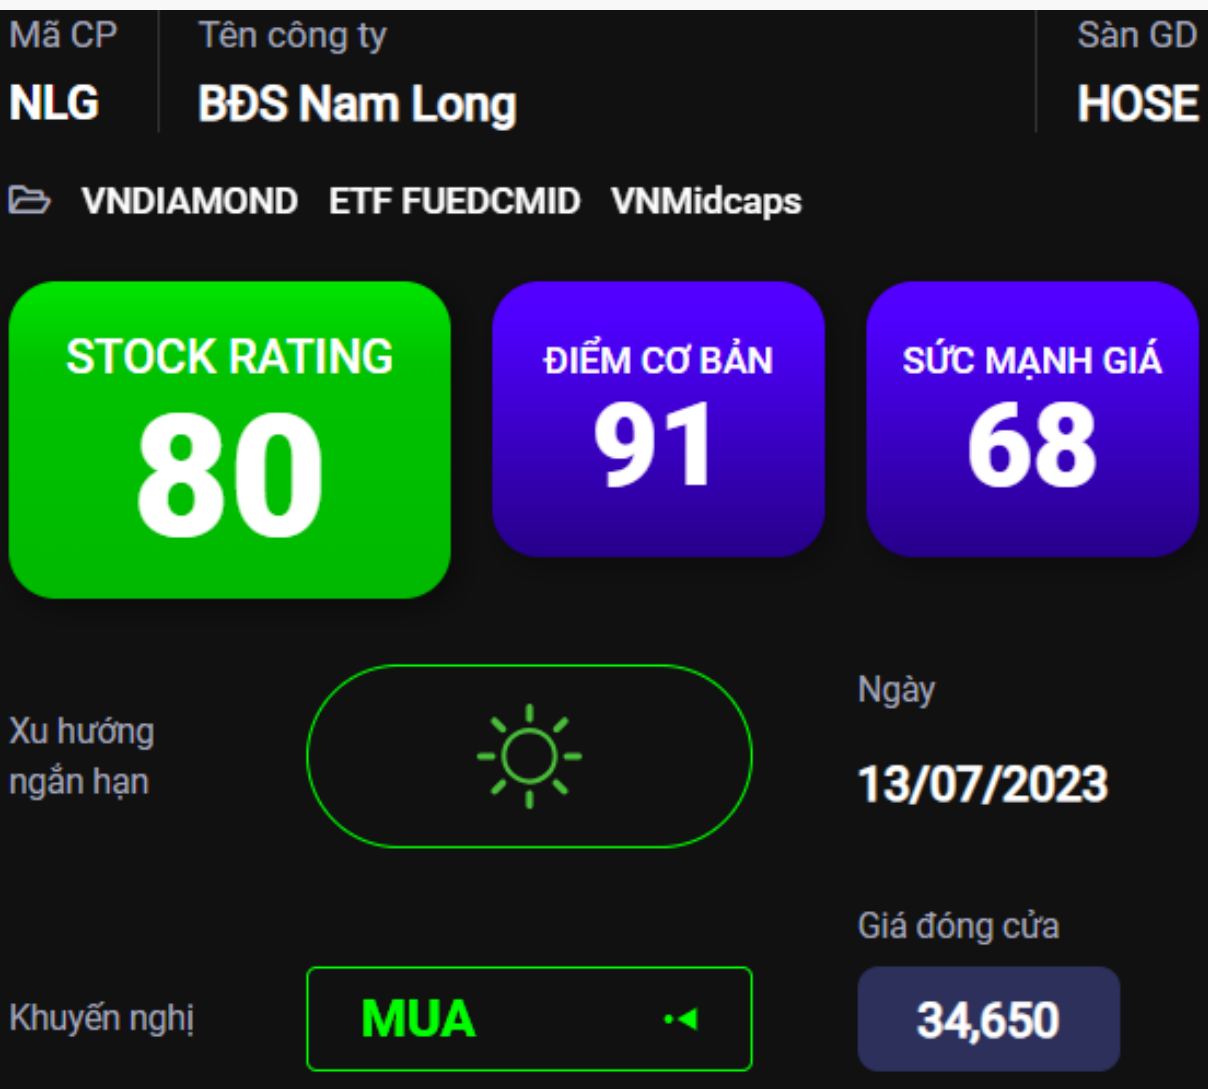 Mã CP
Tên công ty
Sàn GD
NLG
BĐS Nam Long
HOSE
VNDIAMOND ETF FUEDCMID VNMidcaps
STOCK RATING
80
ĐIỂM CƠ BẢN
91
SỨC MẠNH GIÁ
68
Xu hướng
ngắn hạn
Ngày
13/07/2023
Khuyến nghị
MUA
Giá đóng cửa
34,650